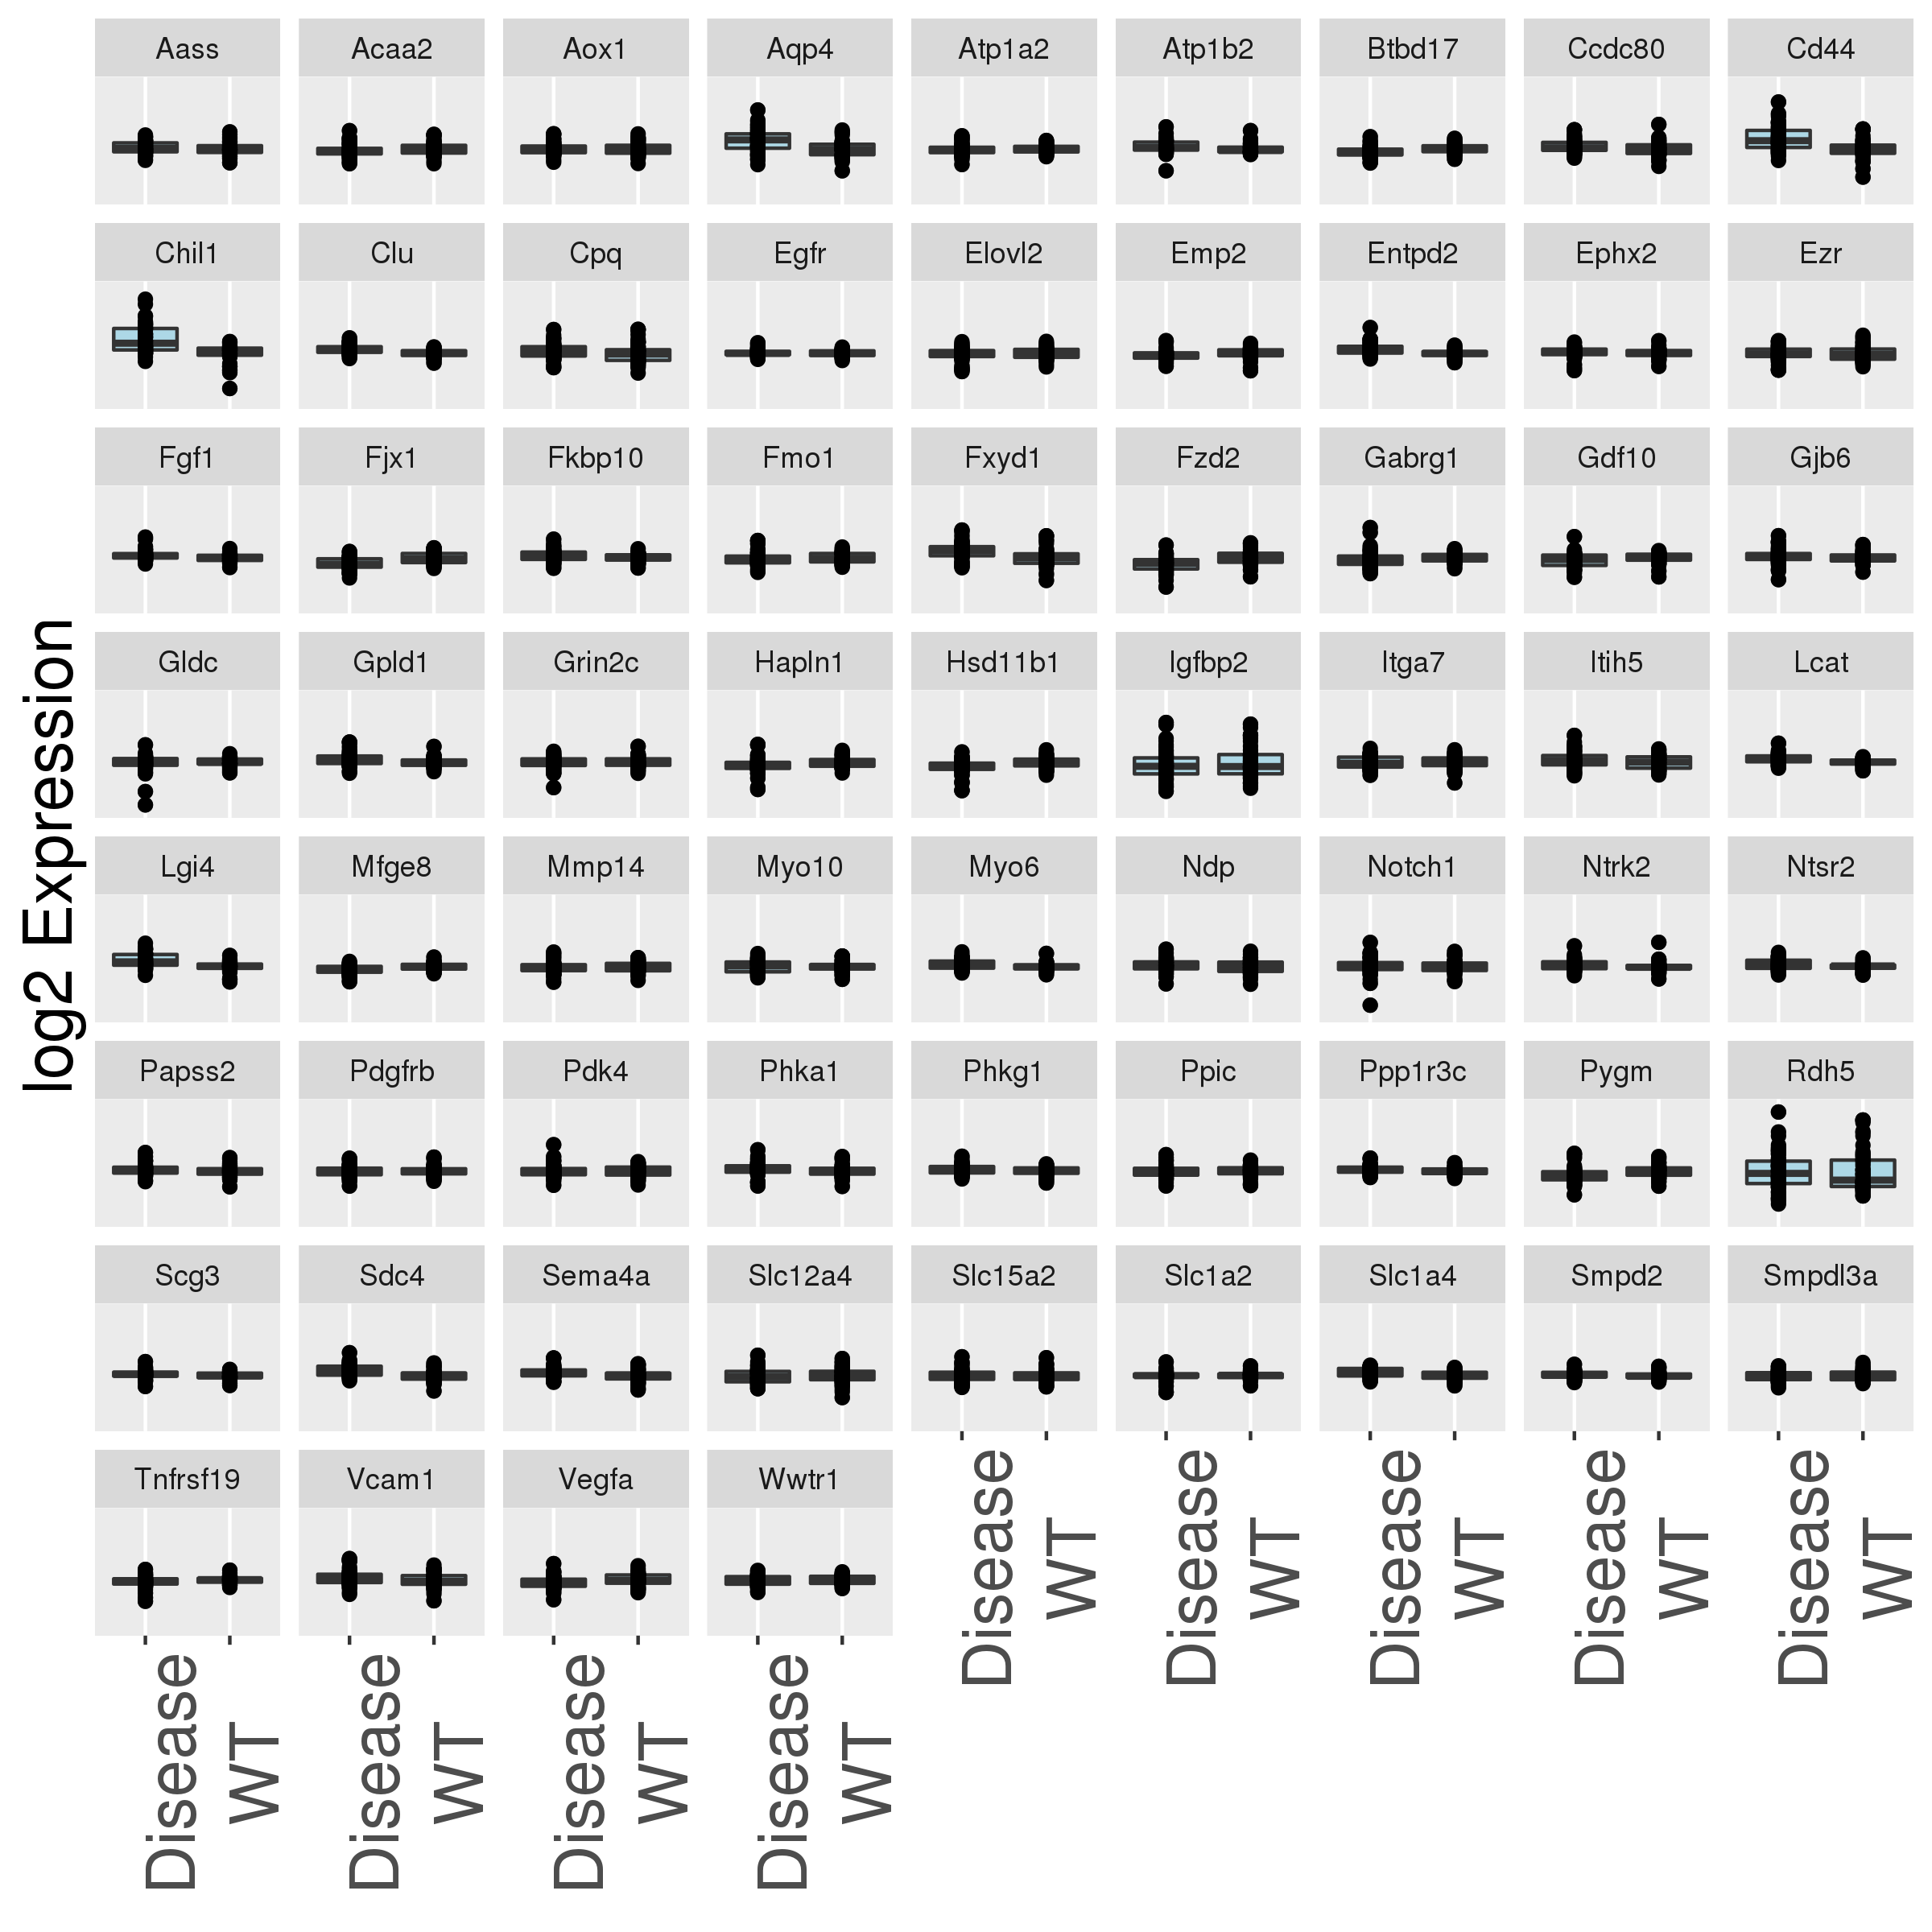 Aass Acaa2 Aox1 Aqp4 Atp1a2 Atp1b2 Btbd17 Ccdc80 Cd44
Chil1 Clu Cpq Egfr Elovl2 Emp2 Entpd2 Ephx2 Ezr
Fgf1 Fjx1 Fkbp10 Fmo1 Fxyd1 Fzd2 Gabrg1 Gdf10 Gjb6
Gldc Gpld1 Grin2c Hapln1 Hsd11b1 Igfbp2 Itga7 Itih5 Lcat
log2 Expression
Lgi4 Mfge8 Mmp14 Myo10 Myo6 Ndp Notch1 Ntrk2 Ntsr2
Papss2 Pdgfrb Pdk4 Phka1 Phkg1 Ppic Ppp1r3c Pygm Rdh5
Scg3 Sdc4 Sema4a Slc12a4 Slc15a2 Slc1a2 Slc1a4 Smpd2 Smpdl3a
Tnfrsf19 Vcam1 Vegfa Wwtr1
Disease WT Disease WT Disease WT Disease WT Disease WT
Disease WT Disease WT Disease WT Disease WT